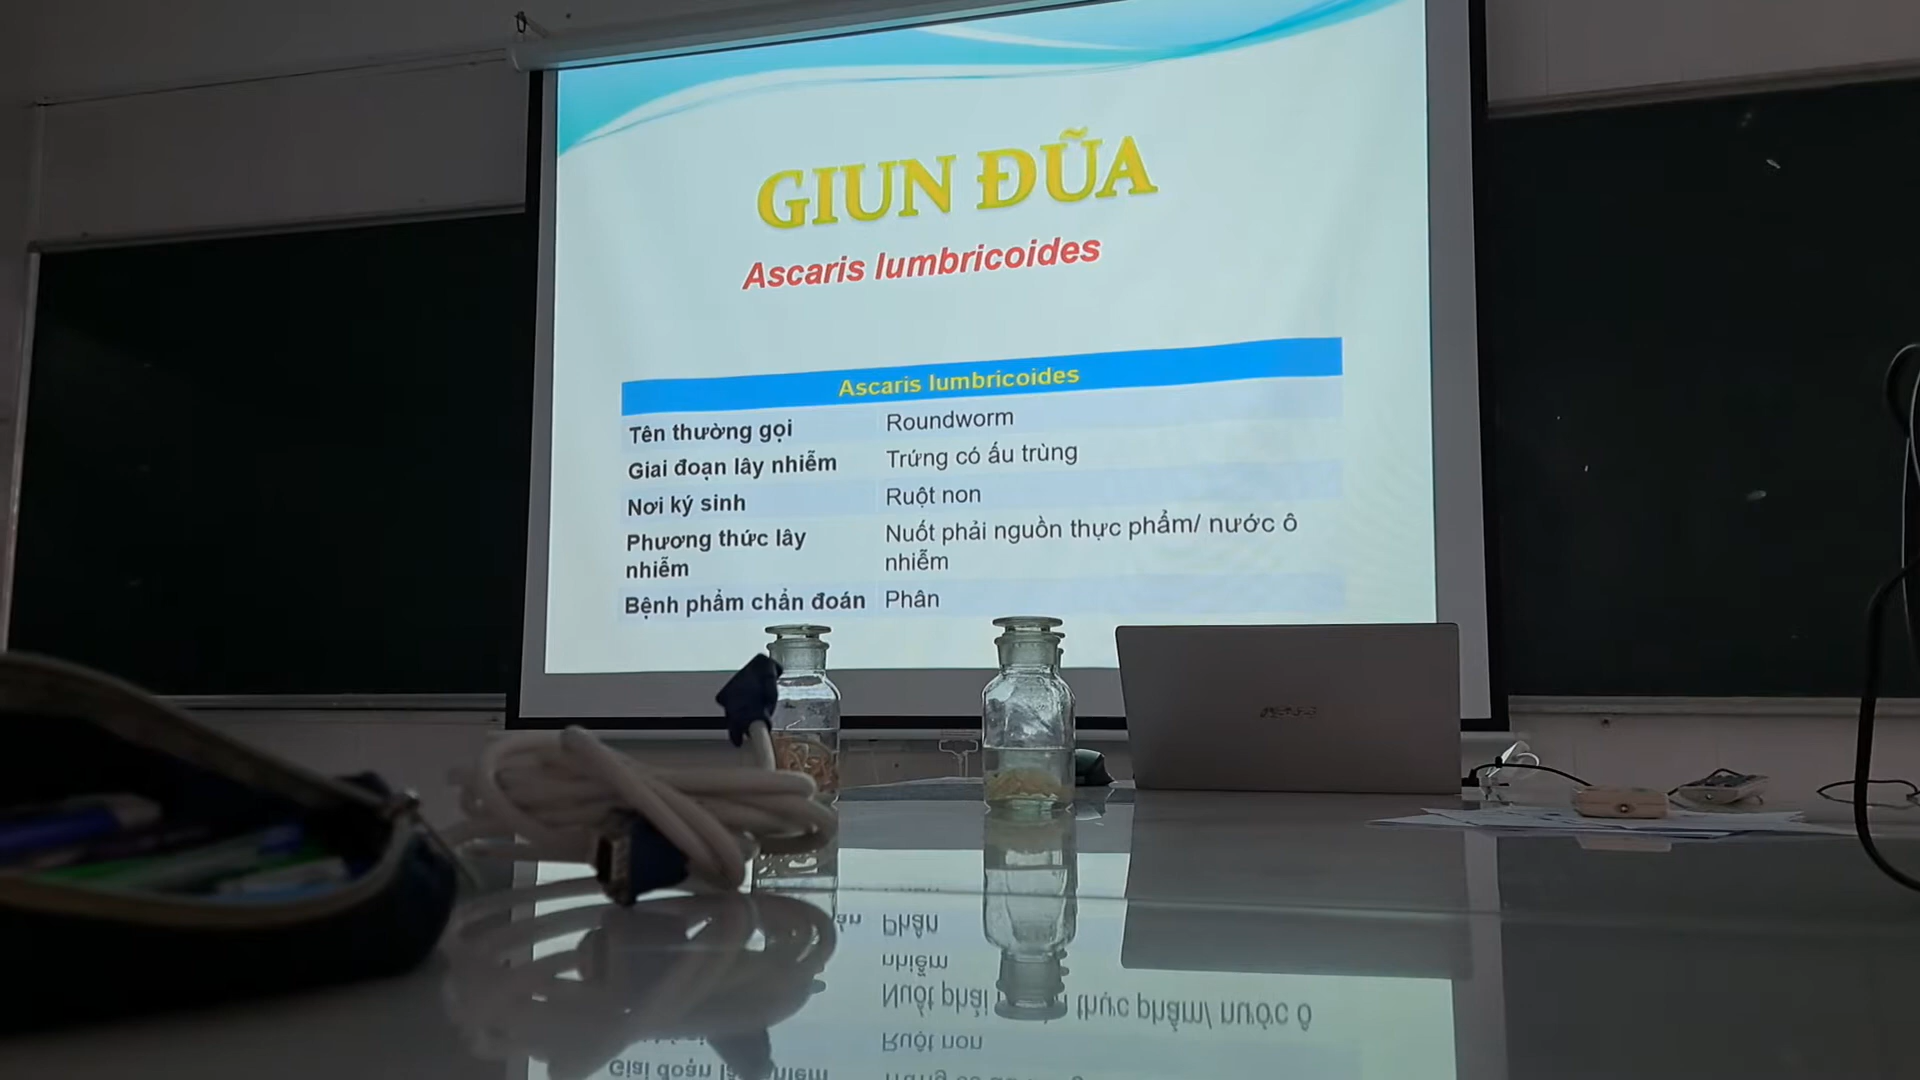 GIUN ĐŨA
Ascaris lumbricoides
Ascaris lumbricoides
Tên thường gọi Roundworm
Giai đoạn lây nhiễm Trứng có ấu trùng
Nơi ký sinh Ruột non
Phương thức lây nhiễm Nuốt phải nguồn thực phẩm/ nước ô nhiễm
Bệnh phẩm chẩn đoán Phân